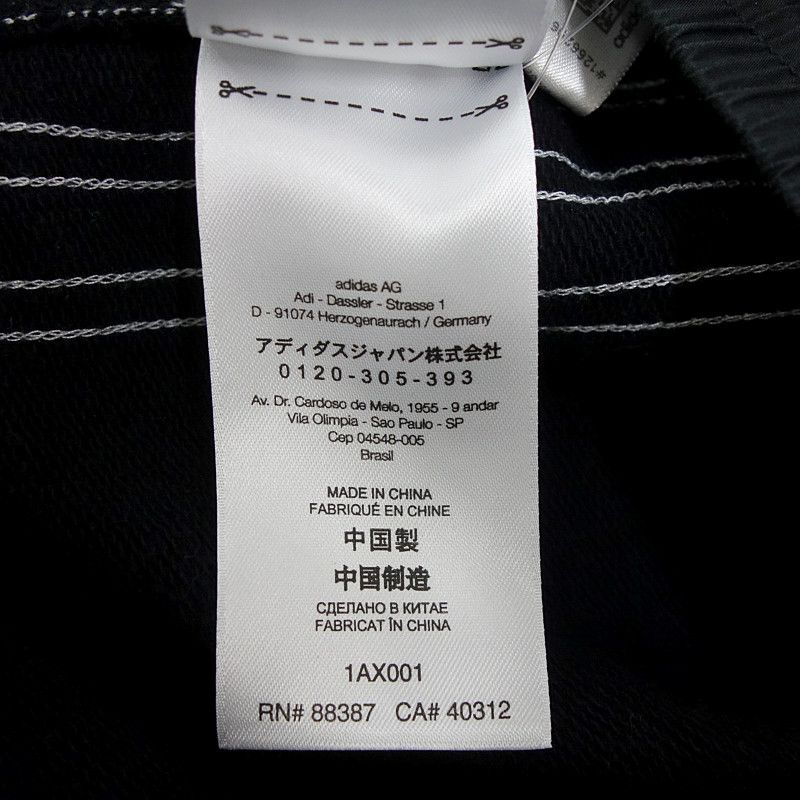 adidas
adidas AG
Adi - Dassler - Strasse 1
D - 91074 Herzogenaurach / Germany
アディダスジャパン株式会社
0120-305-393
Av. Dr. Cardoso de Melo, 1955 - 9 andar
Vila Olimpia - Sao Paulo - SP
Cep 04548-005
Brasil
MADE IN CHINA
FABRIQUÉ EN CHINE
中国製
中国制造
СДЕЛАНО В КИТАЕ
FABRICAT ÎN CHINA
1AX001
RN# 88387 CA# 40312